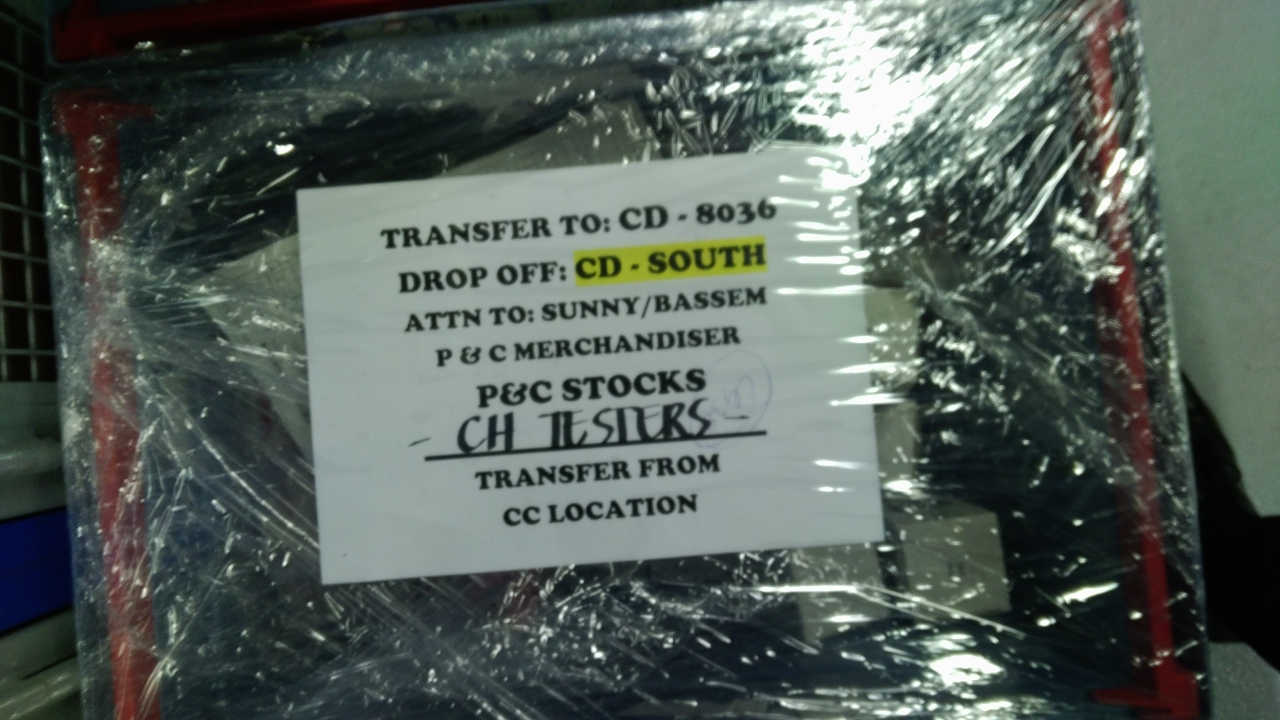 TRANSFER TO: CD - 8036
DROP OFF: CD - SOUTH
ATTN TO: SUNNY/BASSEM
P & C MERCHANDISER
P&C STOCKS
- CH TESTERS -
TRANSFER FROM
CC LOCATION